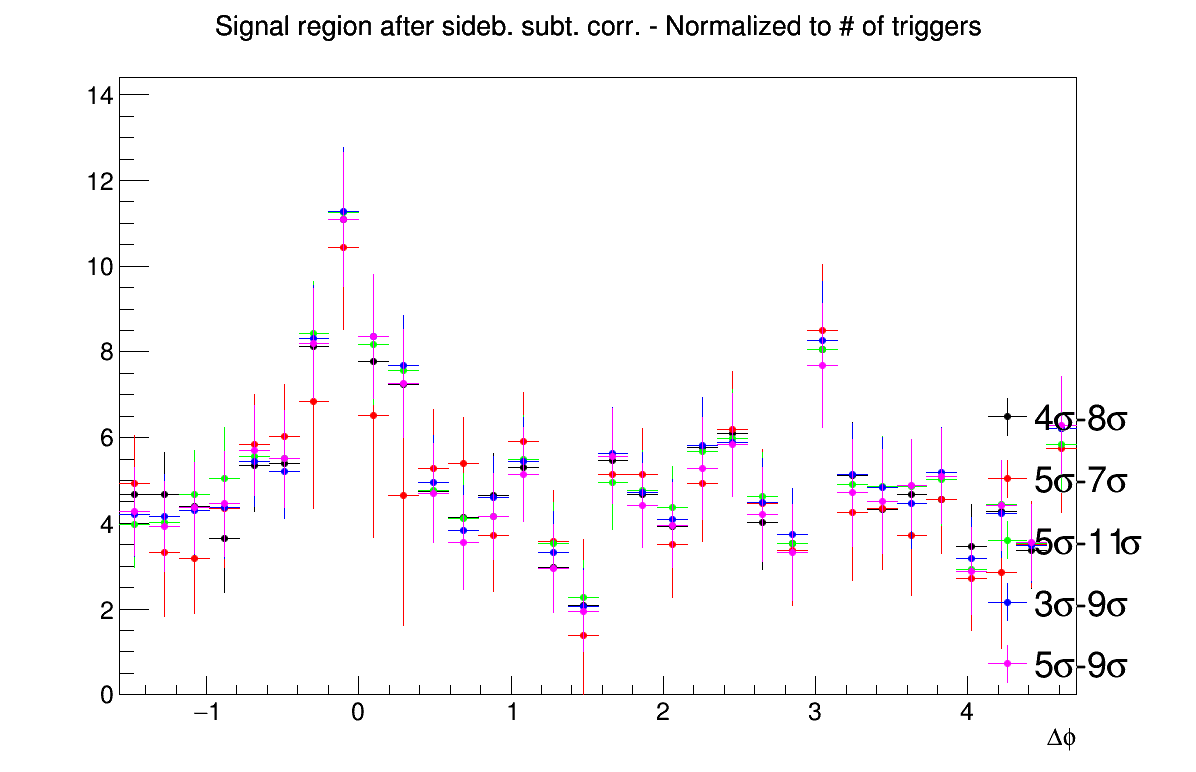 Signal region after sideb. subt. corr. - Normalized to # of triggers
14
12
10
8
6
4
2
0
4σ-8σ
5σ-7σ
5σ-11σ
3σ-9σ
5σ-9σ
−1 0 1 2 3 4
Δϕ